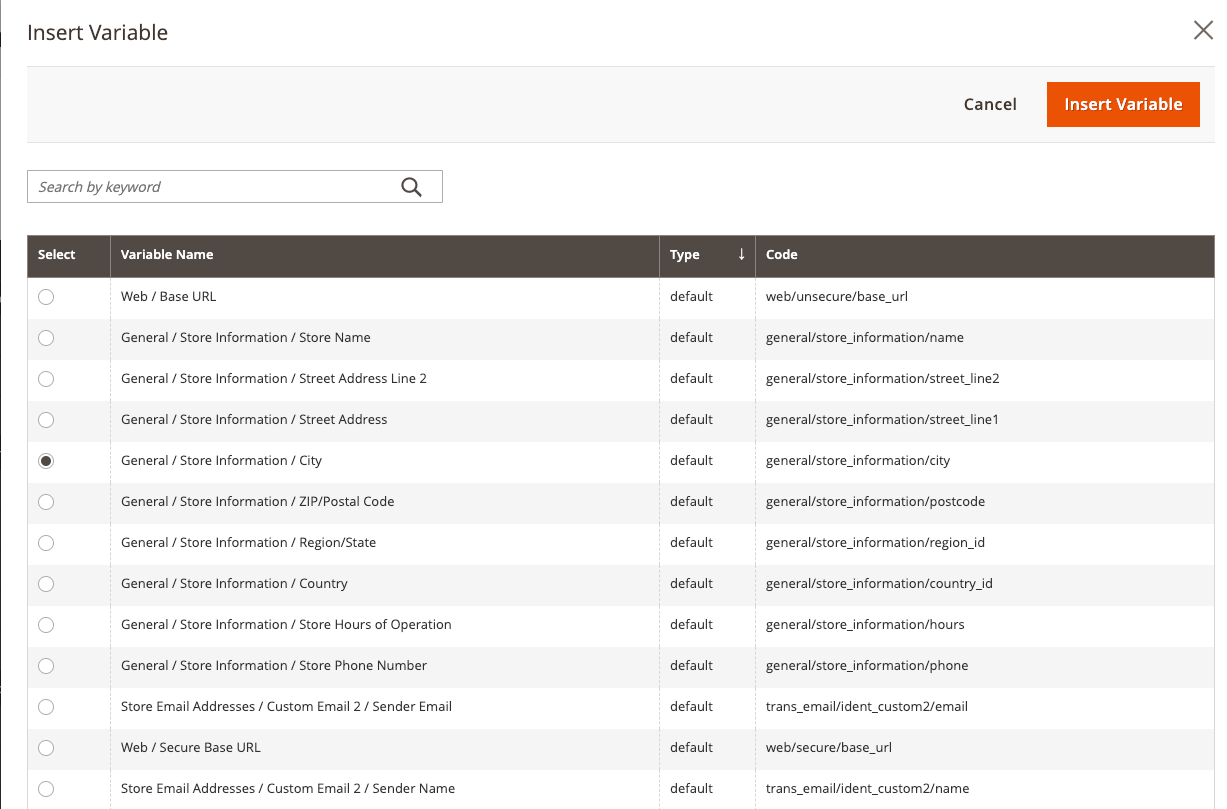 Insert Variable
Cancel
Insert Variable
Search by keyword
Select Variable Name Type ↓ Code
Web / Base URL default web/unsecure/base_url
General / Store Information / Store Name default general/store_information/name
General / Store Information / Street Address Line 2 default general/store_information/street_line2
General / Store Information / Street Address default general/store_information/street_line1
General / Store Information / City default general/store_information/city
General / Store Information / ZIP/Postal Code default general/store_information/postcode
General / Store Information / Region/State default general/store_information/region_id
General / Store Information / Country default general/store_information/country_id
General / Store Information / Store Hours of Operation default general/store_information/hours
General / Store Information / Store Phone Number default general/store_information/phone
Store Email Addresses / Custom Email 2 / Sender Email default trans_email/ident_custom2/email
Web / Secure Base URL default web/secure/base_url
Store Email Addresses / Custom Email 2 / Sender Name default trans_email/ident_custom2/name